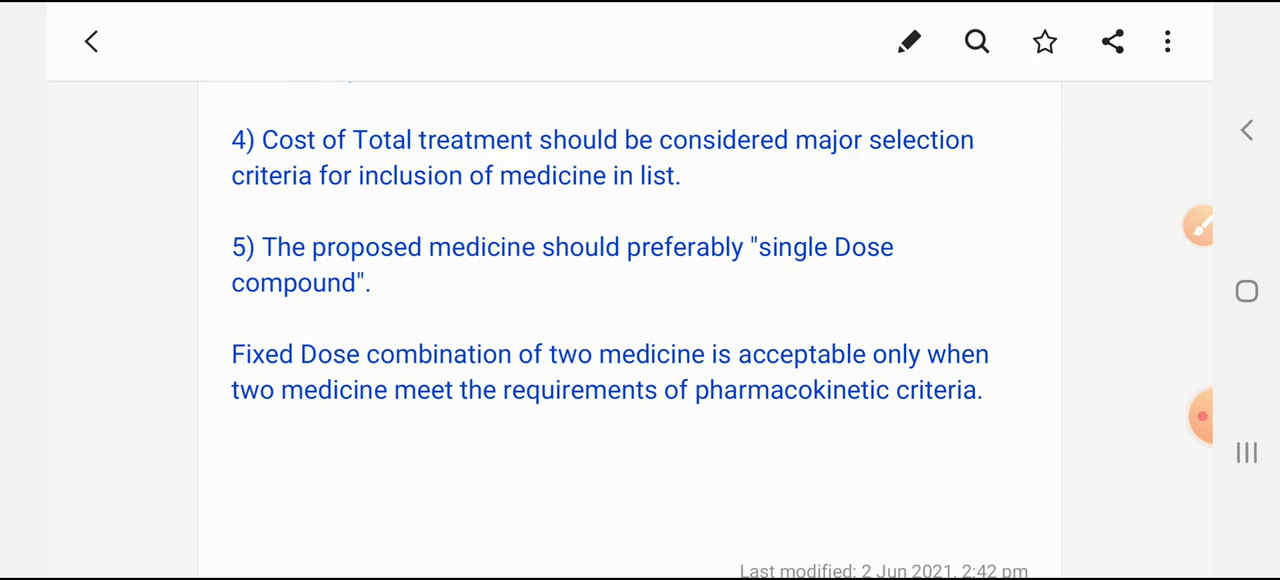 4) Cost of Total treatment should be considered major selection
criteria for inclusion of medicine in list.
5) The proposed medicine should preferably "single Dose
compound".
Fixed Dose combination of two medicine is acceptable only when
two medicine meet the requirements of pharmacokinetic criteria.
Last modified: 2 Jun 2021, 2:42 pm